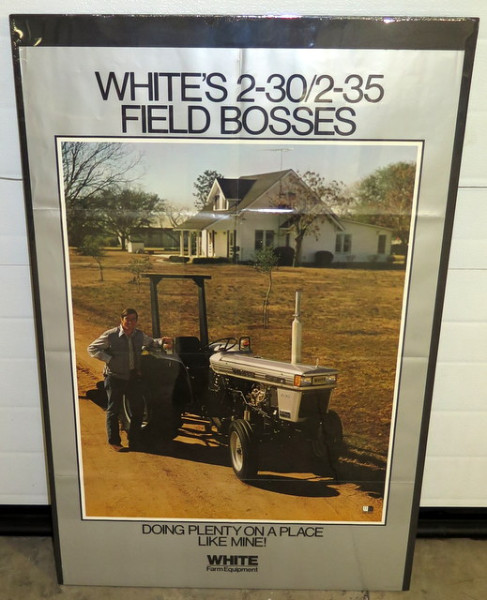 WHITE'S 2-30/2-35
FIELD BOSSES
DOING PLENTY ON A PLACE
LIKE MINE!
WHITE
Farm Equipment